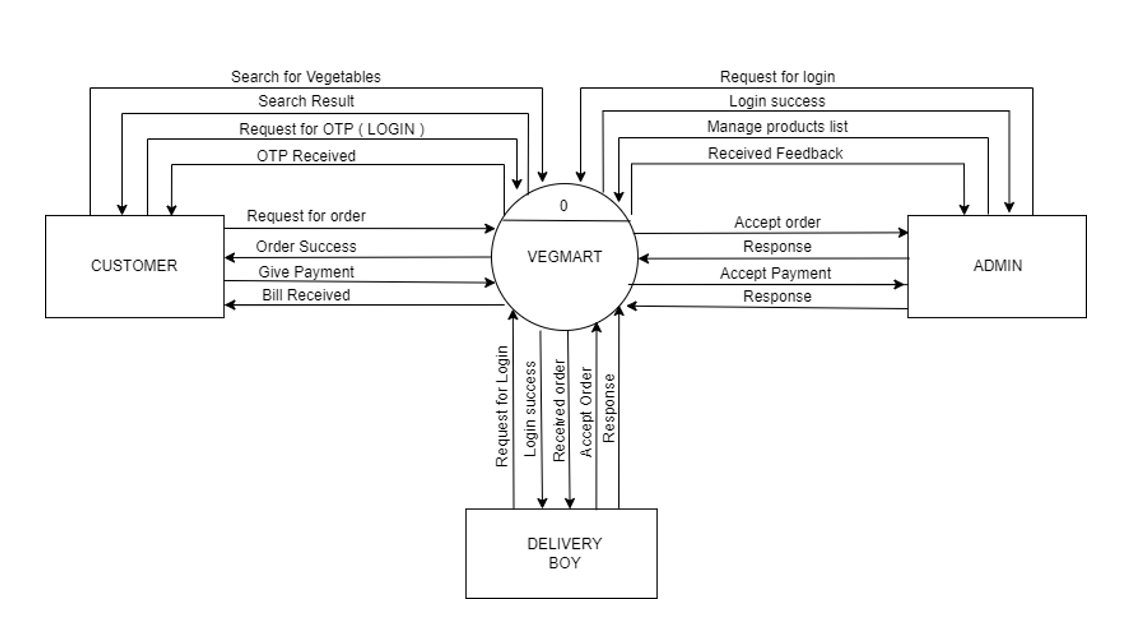 Search for Vegetables
Search Result
Request for OTP ( LOGIN )
OTP Received
Request for login
Login success
Manage products list
Received Feedback
0
VEGMART
CUSTOMER
Request for order
Order Success
Give Payment
Bill Received
Accept order
Response
Accept Payment
Response
ADMIN
Request for Login
Login success
Received order
Accept Order
Response
DELIVERY
BOY